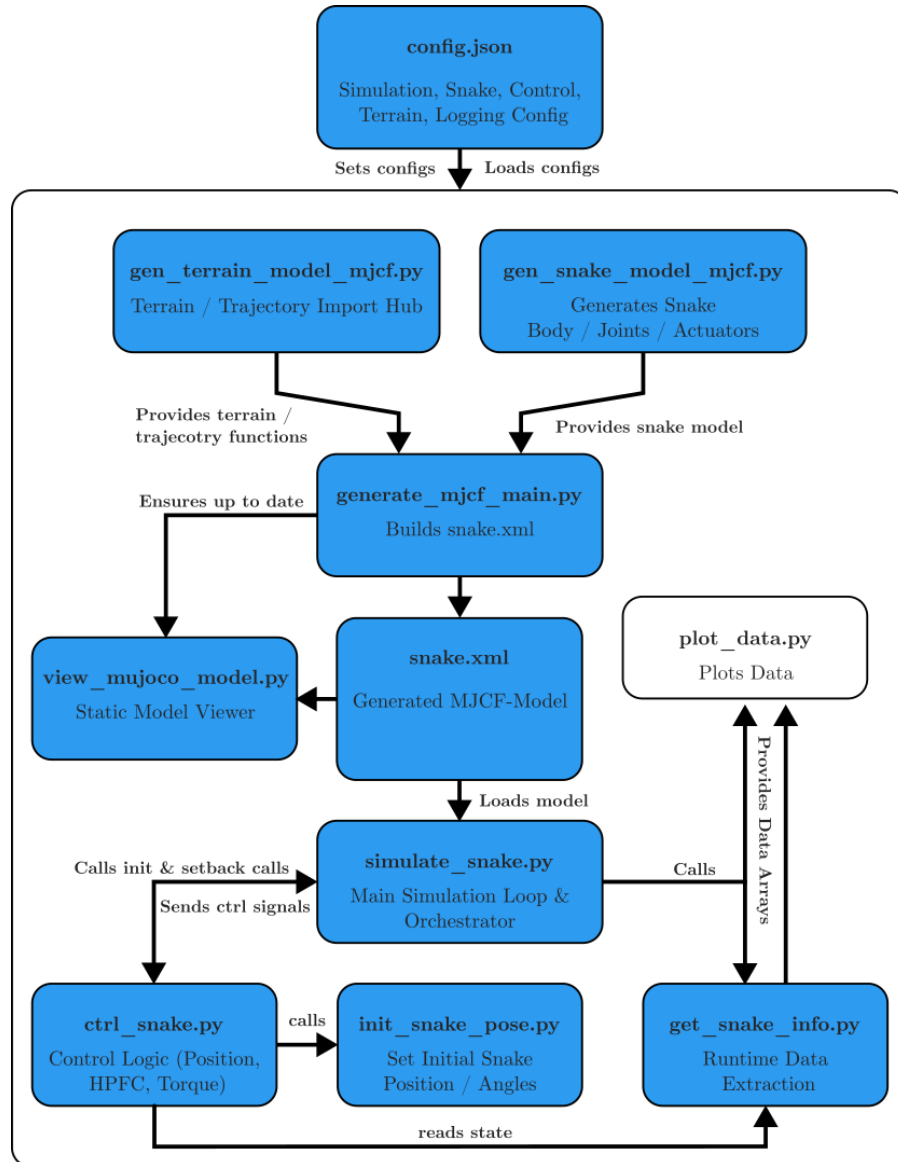 config.json
Simulation, Snake, Control,
Terrain, Logging Config
Sets configs
Loads configs
gen_terrain_model_mjcf.py
Terrain / Trajectory Import Hub
gen_snake_model_mjcf.py
Generates Snake
Body / Joints / Actuators
Provides terrain /
trajecotry functions
Provides snake model
generate_mjcf_main.py
Builds snake.xml
Ensures up to date
view_mujoco_model.py
Static Model Viewer
snake.xml
Generated MJCF-Model
plot_data.py
Plots Data
Loads model
Provides Data Arrays
simulate_snake.py
Main Simulation Loop &
Orchestrator
Calls init & setback calls
Sends ctrl signals
Calls
ctrl_snake.py
Control Logic (Position,
HPFC, Torque)
calls
init_snake_pose.py
Set Initial Snake
Position / Angles
get_snake_info.py
Runtime Data
Extraction
reads state